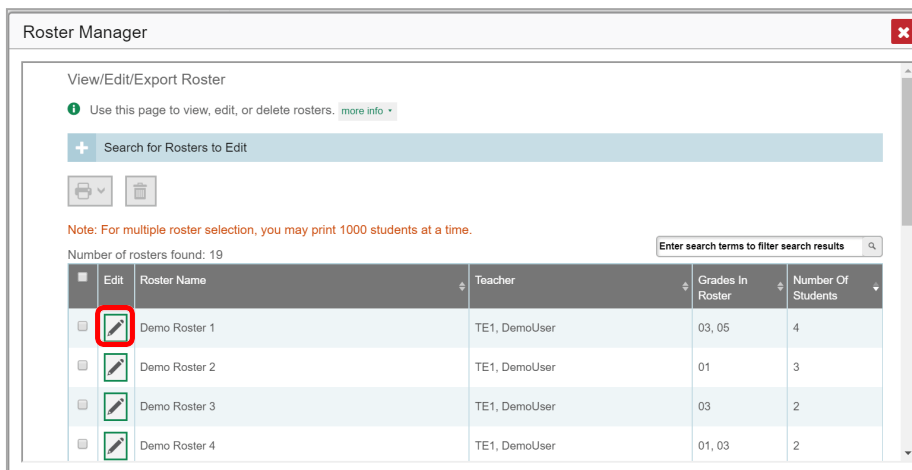 Roster Manager
View/Edit/Export Roster
Use this page to view, edit, or delete rosters. more info
Search for Rosters to Edit
Note: For multiple roster selection, you may print 1000 students at a time.
Number of rosters found: 19
Enter search terms to filter search results
Edit Roster Name Teacher Grades In Roster Number Of Students
Demo Roster 1 TE1, DemoUser 03, 05 4
Demo Roster 2 TE1, DemoUser 01 3
Demo Roster 3 TE1, DemoUser 03 2
Demo Roster 4 TE1, DemoUser 01, 03 2